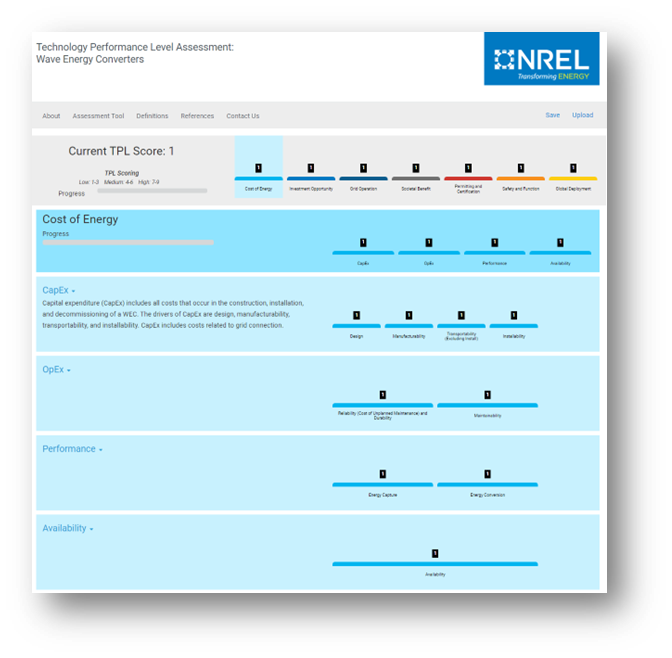 Technology Performance Level Assessment:
Wave Energy Converters
NREL
Transforming ENERGY
About Assessment Tool Definitions References Contact Us Save Upload
Current TPL Score: 1
TPL Scoring
Low: 1-3 Medium: 4-6 High: 7-9
Progress
1 1 1 1 1 1 1
Cost of Energy Investment Opportunity Grid Operation Societal Benefit Permitting and Certification Safety and Function Global Deployment
Cost of Energy
Progress
1 1 1 1
CapEx OpEx Performance Availability
CapEx
Capital expenditure (CapEx) includes all costs that occur in the construction, installation,
and decommissioning of a WEC. The drivers of CapEx are design, manufacturability,
transportability, and installability. CapEx includes costs related to grid connection.
1 1 1 1
Design Manufacturability Transportability (Excluding Install) Installability
OpEx
1 1
Reliability (Cost of Unplanned Maintenance) and Durability Maintainability
Performance
1 1
Energy Capture Energy Conversion
Availability
1
Availability